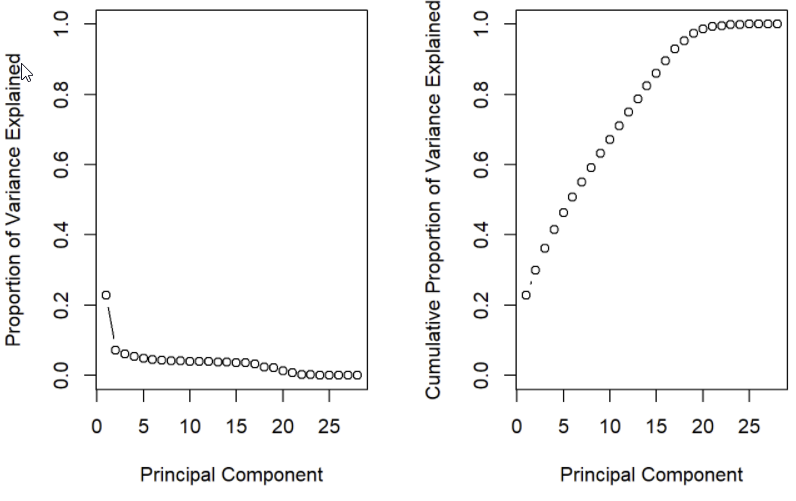 Proportion of Variance Explained
1.0
0.8
0.6
0.4
0.2
0.0
0 5 10 15 20 25
Principal Component
Cumulative Proportion of Variance Explained
1.0
0.8
0.6
0.4
0.2
0.0
0 5 10 15 20 25
Principal Component